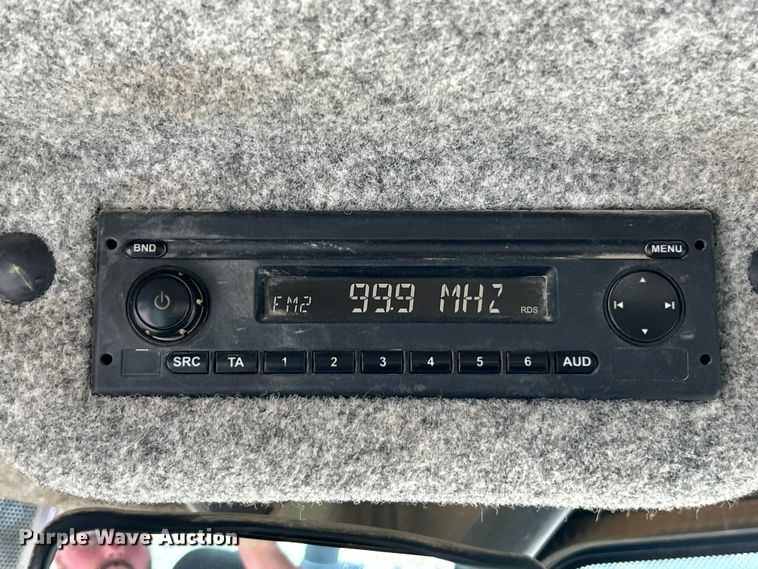 BND
MENU
FM2 99.9 MHZ RDS
SRC TA 1 2 3 4 5 6 AUD
Purple Wave Auction